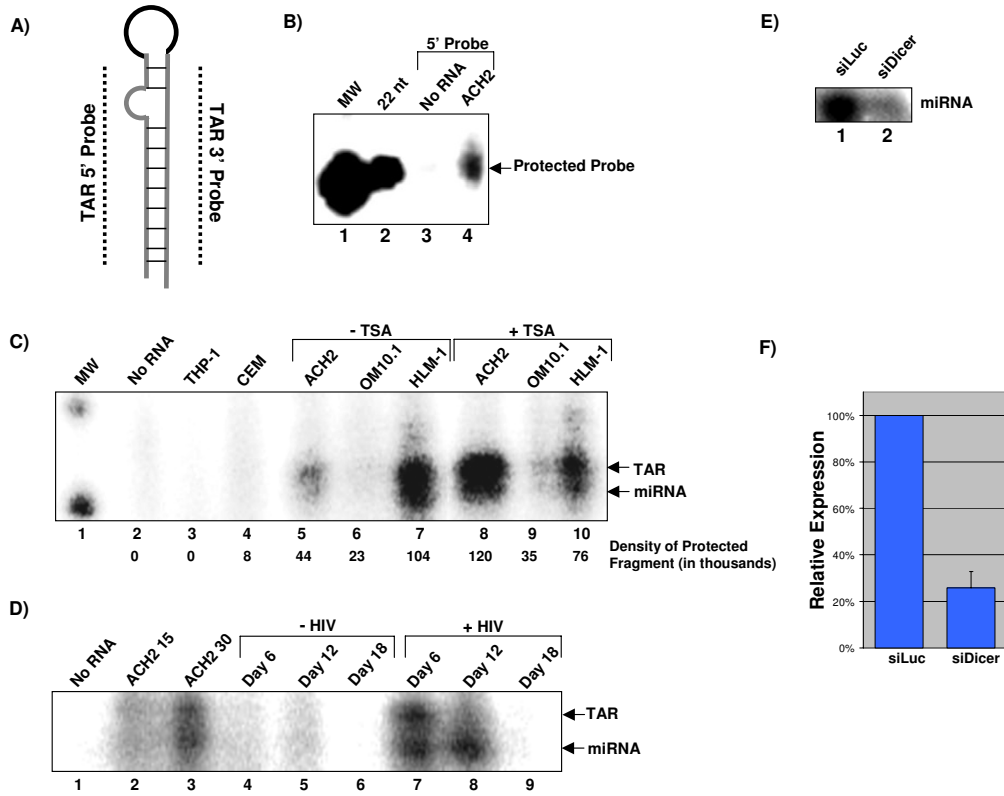 A)
TAR 5’ Probe
TAR 3’ Probe
B)
5’ Probe
MW
22 nt
No RNA
ACH2
Protected Probe
1 2 3 4
E)
siLuc
siDicer
miRNA
1 2
C)
- TSA
+ TSA
MW
No RNA
THP-1
CEM
ACH2
OM10.1
HLM-1
ACH2
OM10.1
HLM-1
TAR
miRNA
1 2 3 4 5 6 7 8 9 10
0 0 8 44 23 104 120 35 76
Density of Protected
Fragment (in thousands)
D)
- HIV
+ HIV
No RNA
ACH2 15
ACH2 30
Day 6
Day 12
Day 18
Day 6
Day 12
Day 18
TAR
miRNA
1 2 3 4 5 6 7 8 9
F)
Relative Expression
100%
80%
60%
40%
20%
0%
siLuc
siDicer